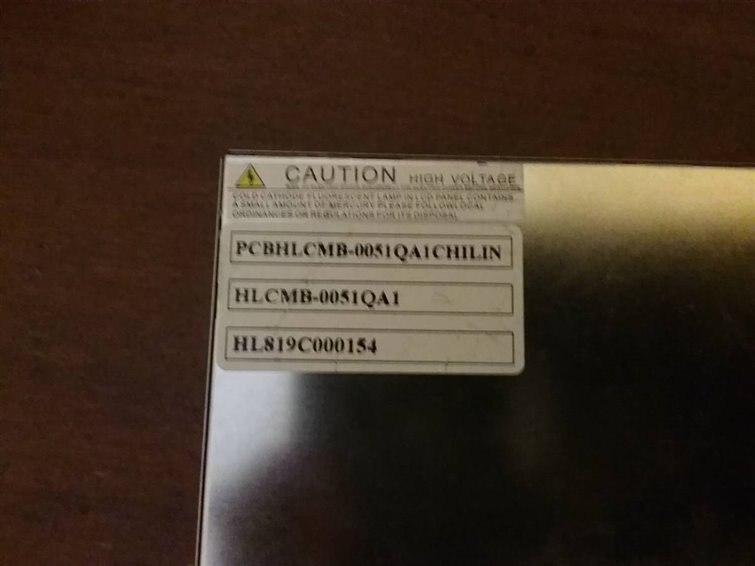 CAUTION HIGH VOLTAGE
COLD CATHODE FLUORESCENT LAMP IN LCD PANEL CONTAINS
A SMALL AMOUNT OF MERCURY. PLEASE FOLLOW LOCAL
ORDINANCES OR REGULATIONS FOR ITS DISPOSAL
PCBHLCMB-0051QA1CHILIN
HLCMB-0051QA1
HL819C000154